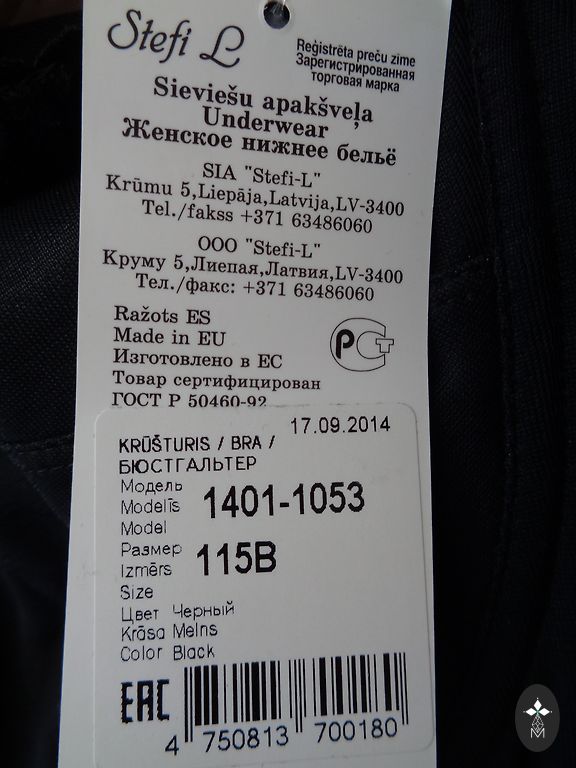 Stefi L
Reģistrēta preču zīme
Зарегистрированная
торговая марка
Sieviešu apakšveļa
Underwear
Женское нижнее бельё
SIA "Stefi-L"
Krūmu 5,Liepāja,Latvija,LV-3400
Tel./fakss +371 63486060
ООО "Stefi-L"
Круму 5,Лиепая,Латвия,LV-3400
Тел./факс: +371 63486060
Ražots ES
Made in EU
Изготовлено в ЕС
Товар сертифицирован
ГОСТ Р 50460-92
РСТ
17.09.2014
KRŪŠTURIS / BRA /
БЮСТГАЛЬТЕР
Модель
Modelīs 1401-1053
Model
Размер
Izmērs 115B
Size
Цвет Черный
Krāsa Melns
Color Black
EAC
4 750813 700180
M